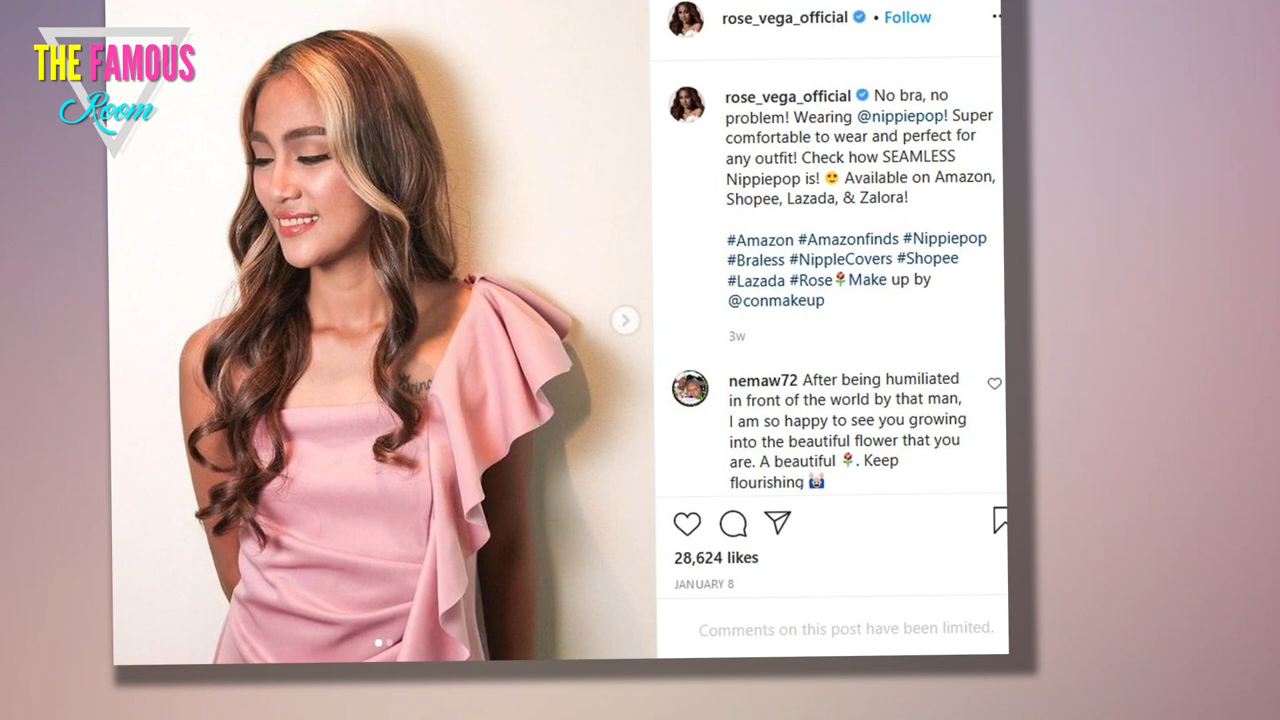 THE FAMOUS
Room
rose_vega_official • Follow
rose_vega_official No bra, no
problem! Wearing @nippiepop! Super
comfortable to wear and perfect for
any outfit! Check how SEAMLESS
Nippiepop is! 😍 Available on Amazon,
Shopee, Lazada, & Zalora!
#Amazon #Amazonfinds #Nippiepop
#Braless #NippleCovers #Shopee
#Lazada #Rose🌹Make up by
@conmakeup
3w
nemaw72 After being humiliated
in front of the world by that man,
I am so happy to see you growing
into the beautiful flower that you
are. A beautiful 🌹. Keep
flourishing 🙌
28,624 likes
JANUARY 8
Comments on this post have been limited.